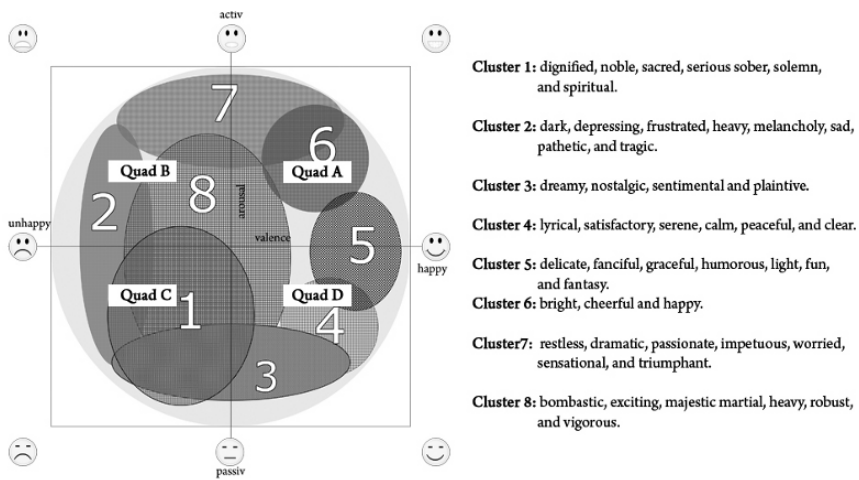 activ
7
6
Quad B
Quad A
8
2
arousal
unhappy
valence
5
happy
Quad C
Quad D
1
4
3
passiv
Cluster 1: dignified, noble, sacred, serious sober, solemn,
and spiritual.
Cluster 2: dark, depressing, frustrated, heavy, melancholy, sad,
pathetic, and tragic.
Cluster 3: dreamy, nostalgic, sentimental and plaintive.
Cluster 4: lyrical, satisfactory, serene, calm, peaceful, and clear.
Cluster 5: delicate, fanciful, graceful, humorous, light, fun,
and fantasy.
Cluster 6: bright, cheerful and happy.
Cluster7: restless, dramatic, passionate, impetuous, worried,
sensational, and triumphant.
Cluster 8: bombastic, exciting, majestic martial, heavy, robust,
and vigorous.